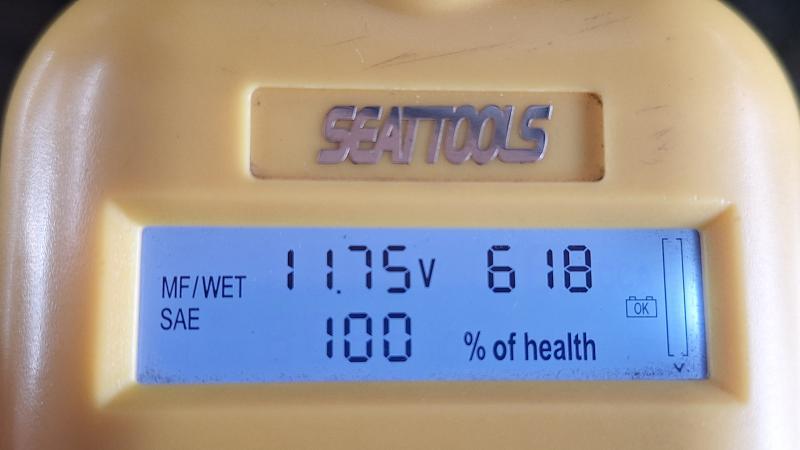 SEATTOOLS
MF/WET 11.75V 618
SAE
OK
100 % of health